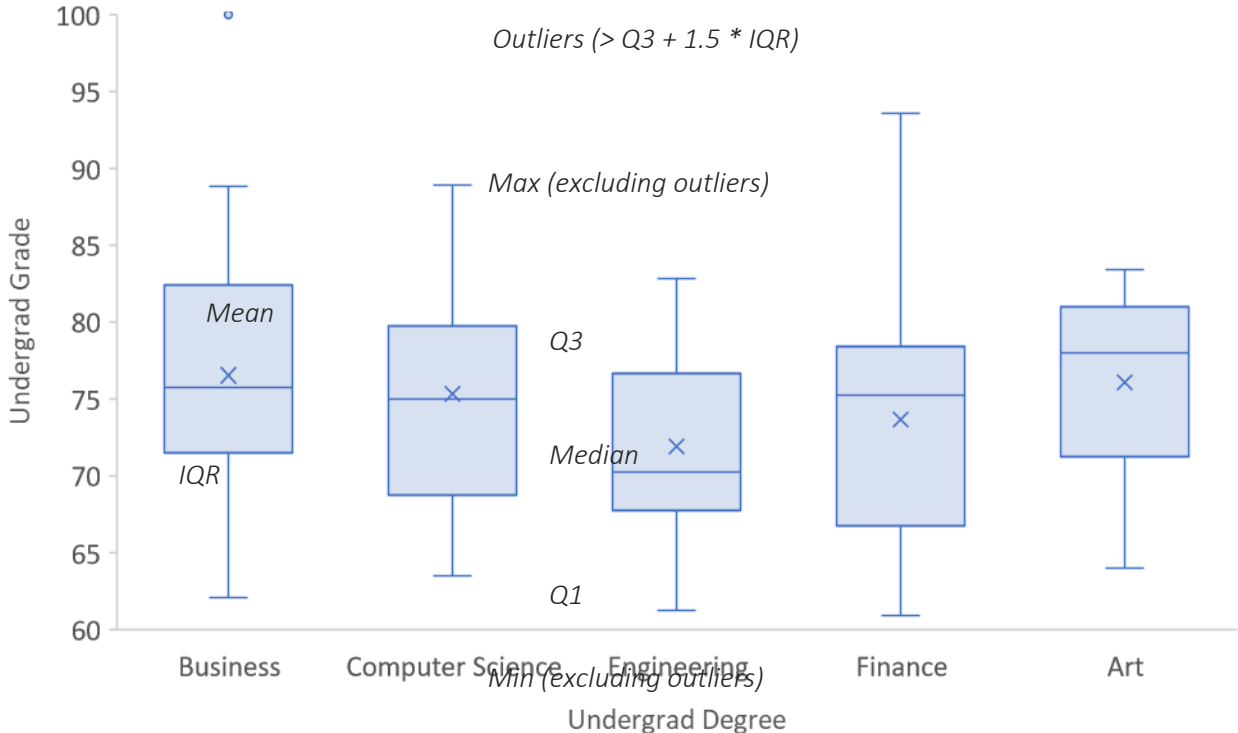 100
Outliers (> Q3 + 1.5 * IQR)
95
90
Max (excluding outliers)
85
80
Mean
Q3
75
Median
70
IQR
65
Q1
60
Business
Computer Science
Engineering
Finance
Art
Min (excluding outliers)
Undergrad Degree
Undergrad Grade